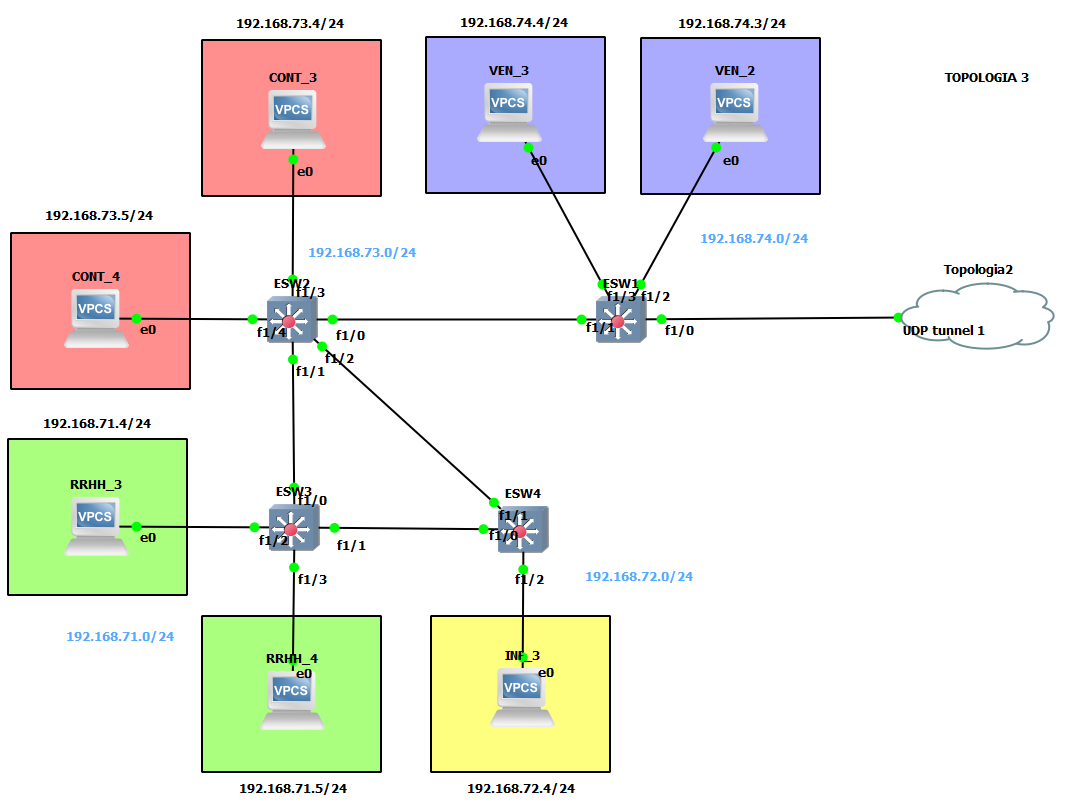 192.168.73.4/24
192.168.74.4/24
192.168.74.3/24
CONT_3
VPCS
e0
VEN_3
VPCS
e0
VEN_2
VPCS
e0
TOPOLOGIA 3
192.168.73.5/24
192.168.73.0/24
192.168.74.0/24
CONT_4
VPCS
e0
ESW2
f1/3
f1/4
f1/0
f1/2
f1/1
ESW1
f1/3
f1/2
f1/1
f1/0
Topologia2
UDP tunnel 1
192.168.71.4/24
RRHH_3
VPCS
e0
ESW3
f1/0
f1/2
f1/1
f1/3
ESW4
f1/1
f1/0
f1/2
192.168.72.0/24
192.168.71.0/24
RRHH_4
e0
VPCS
INF_3
e0
VPCS
192.168.71.5/24
192.168.72.4/24